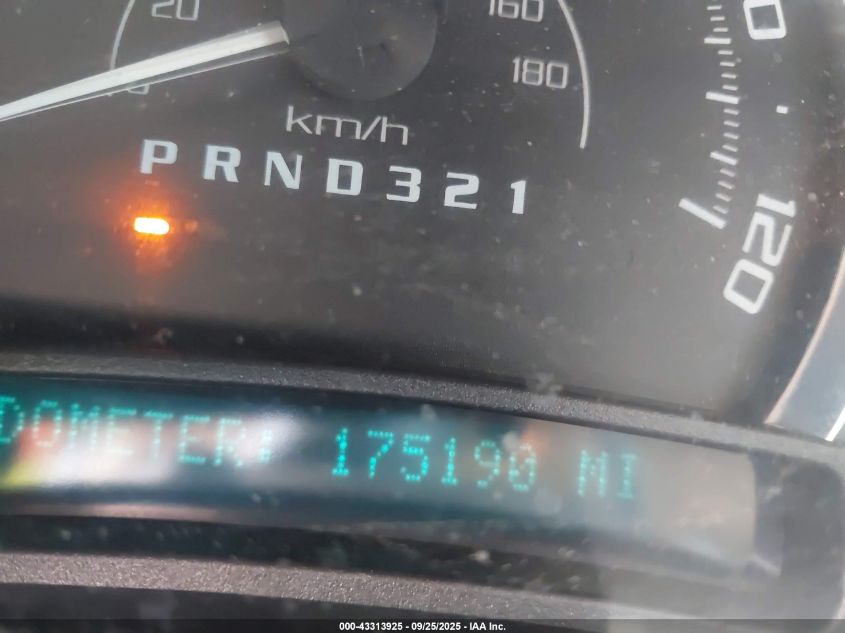 20
160
180
km/h
PRND321
120
DOMETER: 175190 MI
000-43313925 - 09/25/2025 - IAA Inc.